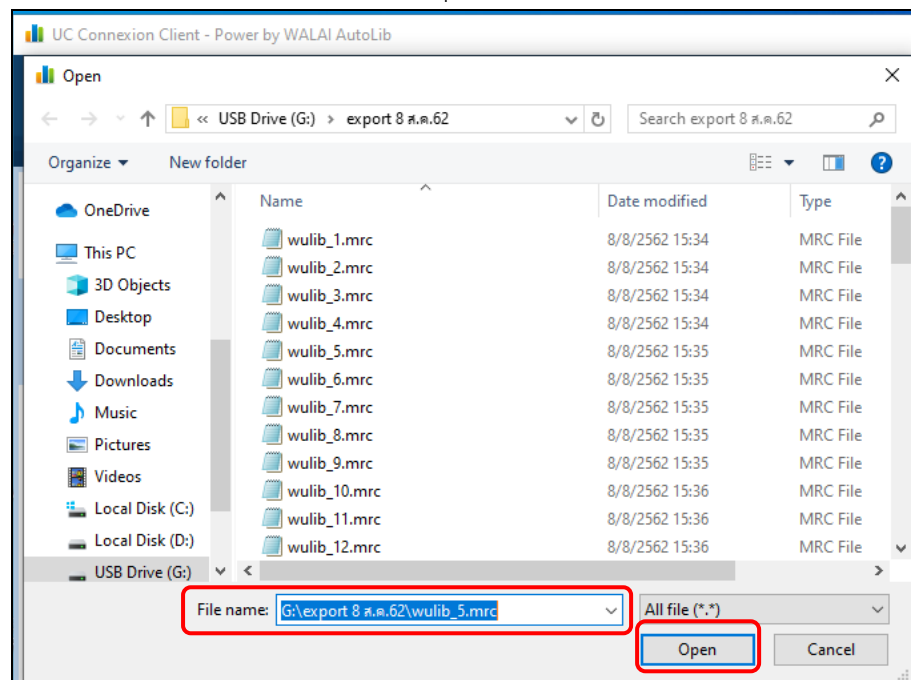 UC Connexion Client - Power by WALAI AutoLib
Open
« USB Drive (G:) › export 8 ส.ค.62
Search export 8 ส.ค.62
Organize
New folder
Name Date modified Type
OneDrive
This PC
3D Objects
Desktop
Documents
Downloads
Music
Pictures
Videos
Local Disk (C:)
Local Disk (D:)
USB Drive (G:)
wulib_1.mrc 8/8/2562 15:34 MRC File
wulib_2.mrc 8/8/2562 15:34 MRC File
wulib_3.mrc 8/8/2562 15:34 MRC File
wulib_4.mrc 8/8/2562 15:34 MRC File
wulib_5.mrc 8/8/2562 15:35 MRC File
wulib_6.mrc 8/8/2562 15:35 MRC File
wulib_7.mrc 8/8/2562 15:35 MRC File
wulib_8.mrc 8/8/2562 15:35 MRC File
wulib_9.mrc 8/8/2562 15:35 MRC File
wulib_10.mrc 8/8/2562 15:36 MRC File
wulib_11.mrc 8/8/2562 15:36 MRC File
wulib_12.mrc 8/8/2562 15:36 MRC File
File name: G:\export 8 ส.ค.62\wulib_5.mrc
All file (*.*)
Open
Cancel